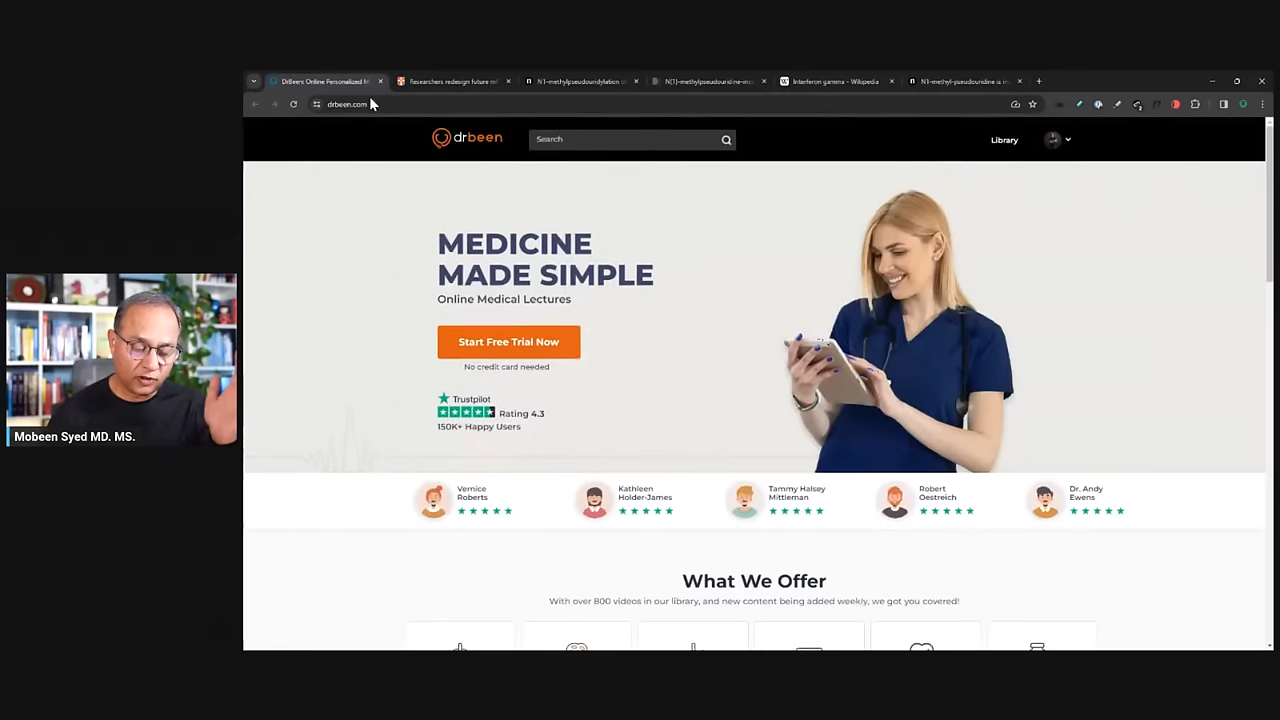 DrBeen Online Personalized M
Researchers redesign future m
N1-methylpseudouridylation o
N(1)-methylpseudouridine-inc
Interferon gamma - Wikipedia
N1-methyl-pseudouridine is
drbeen.com
drbeen
Search
Library
MEDICINE
MADE SIMPLE
Online Medical Lectures
Start Free Trial Now
No credit card needed
Trustpilot
Rating 4.3
150K+ Happy Users
Mobeen Syed MD. MS.
Vernice
Roberts
Kathleen
Holder-James
Tammy Halsey
Mittleman
Robert
Oestreich
Dr. Andy
Ewens
What We Offer
With over 800 videos in our library, and new content being added weekly, we got you covered!